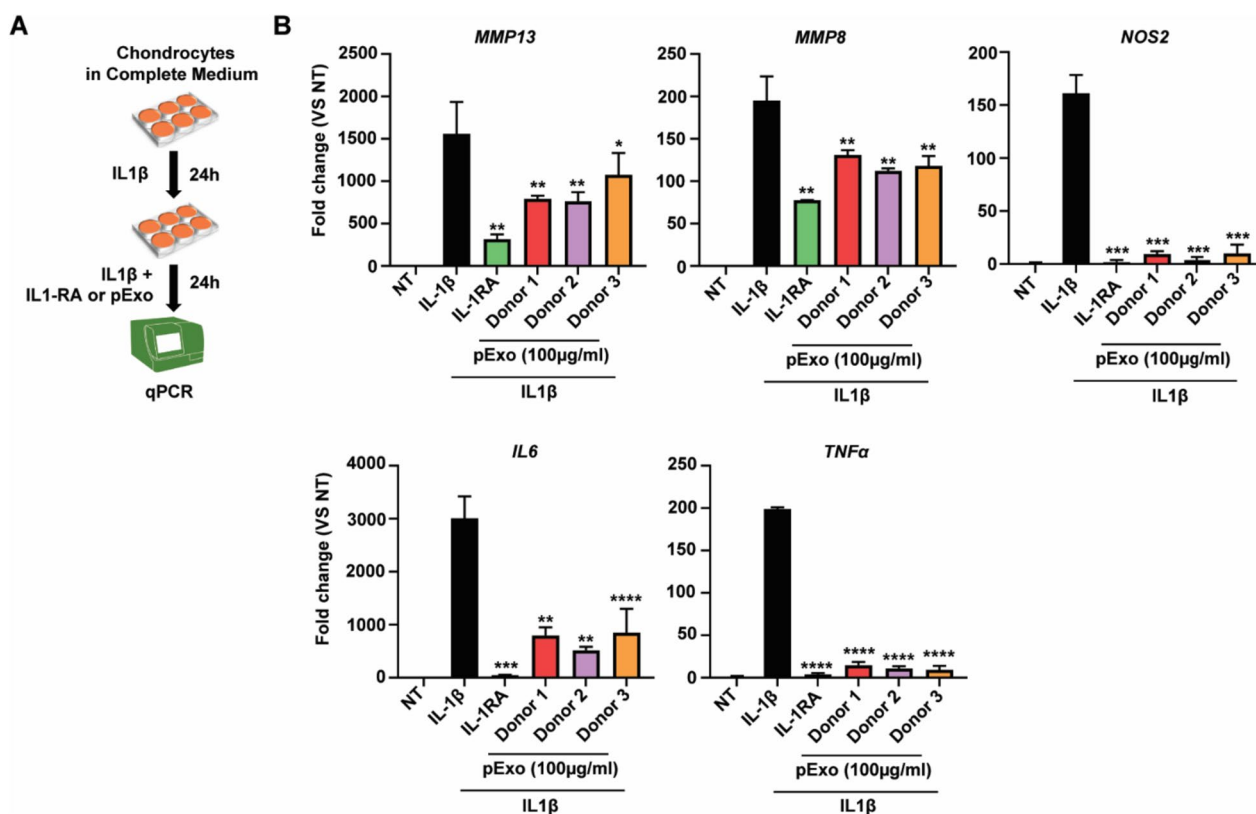 A
Chondrocytes
in Complete Medium
IL1β 24h
IL1β +
IL1-RA or pExo
24h
qPCR
B
MMP13
Fold change (VS NT)
2500
2000
1500
1000
500
0
**
**
**
*
NT
IL-1β
IL-1RA
Donor 1
Donor 2
Donor 3
pExo (100µg/ml)
IL1β
MMP8
250
200
150
100
50
0
**
**
**
**
NT
IL-1β
IL-1RA
Donor 1
Donor 2
Donor 3
pExo (100µg/ml)
IL1β
NOS2
200
150
100
50
0
***
***
***
***
NT
IL-1β
IL-1RA
Donor 1
Donor 2
Donor 3
pExo (100µg/ml)
IL1β
IL6
Fold change (VS NT)
4000
3000
2000
1000
0
***
**
**
****
NT
IL-1β
IL-1RA
Donor 1
Donor 2
Donor 3
pExo (100µg/ml)
IL1β
TNFα
250
200
150
100
50
0
****
****
****
****
NT
IL-1β
IL-1RA
Donor 1
Donor 2
Donor 3
pExo (100µg/ml)
IL1β